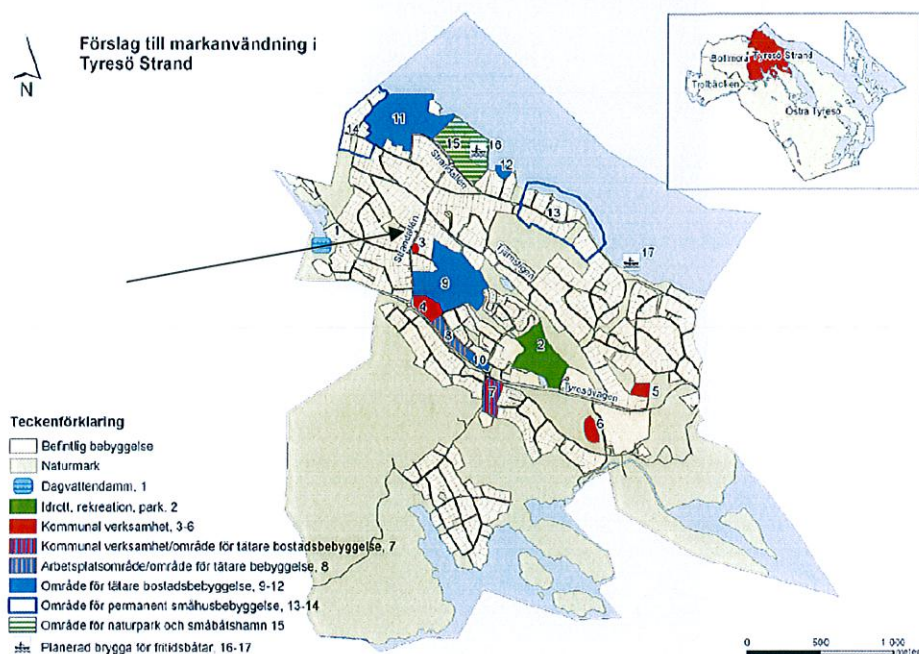 Förslag till markanvändning i
Tyresö Strand
N
Bollmora
Tyresö Strand
Trollbäcken
Östra Tyresö
11
14
15
16
12
Strandallén
13
1
3
Strandallén
17
Tjärnstigen
9
4
8
10
2
7
Tyresövägen
5
6
Teckenförklaring
Befintlig bebyggelse
Naturmark
Dagvattendamm, 1
Idrott, rekreation, park, 2
Kommunal verksamhet, 3-6
Kommunal verksamhet/område för tätare bostadsbebyggelse, 7
Arbetsplatsområde/område för tätare bebyggelse, 8
Område för tätare bostadsbebyggelse, 9-12
Område för permanent småhusbebyggelse, 13-14
Område för naturpark och småbåtshamn 15
Planerad brygga för fritidsbåtar, 16-17
0 500 1 000
meter